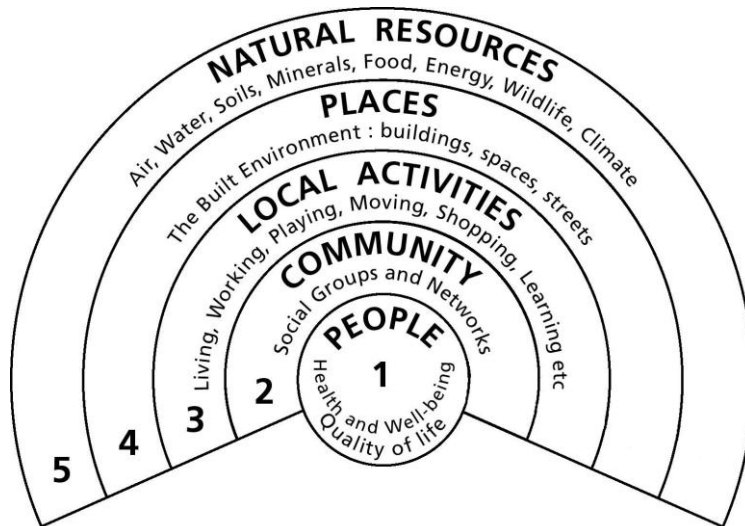 NATURAL RESOURCES
Air, Water, Soils, Minerals, Food, Energy, Wildlife, Climate
PLACES
The Built Environment : buildings, spaces, streets
LOCAL ACTIVITIES
Living, Working, Playing, Moving, Shopping, Learning etc
COMMUNITY
Social Groups and Networks
PEOPLE
1
Health and Well-being
Quality of life
2
3
4
5